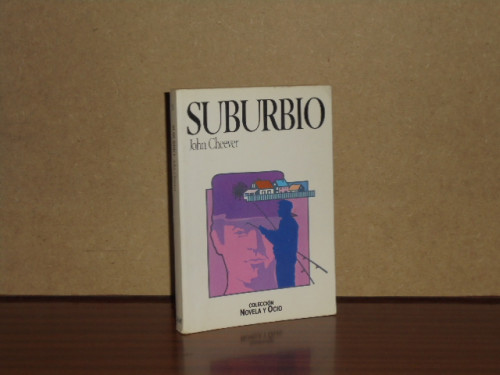 SUBURBIO
John Cheever
COLECCIÓN
NOVELA Y OCIO